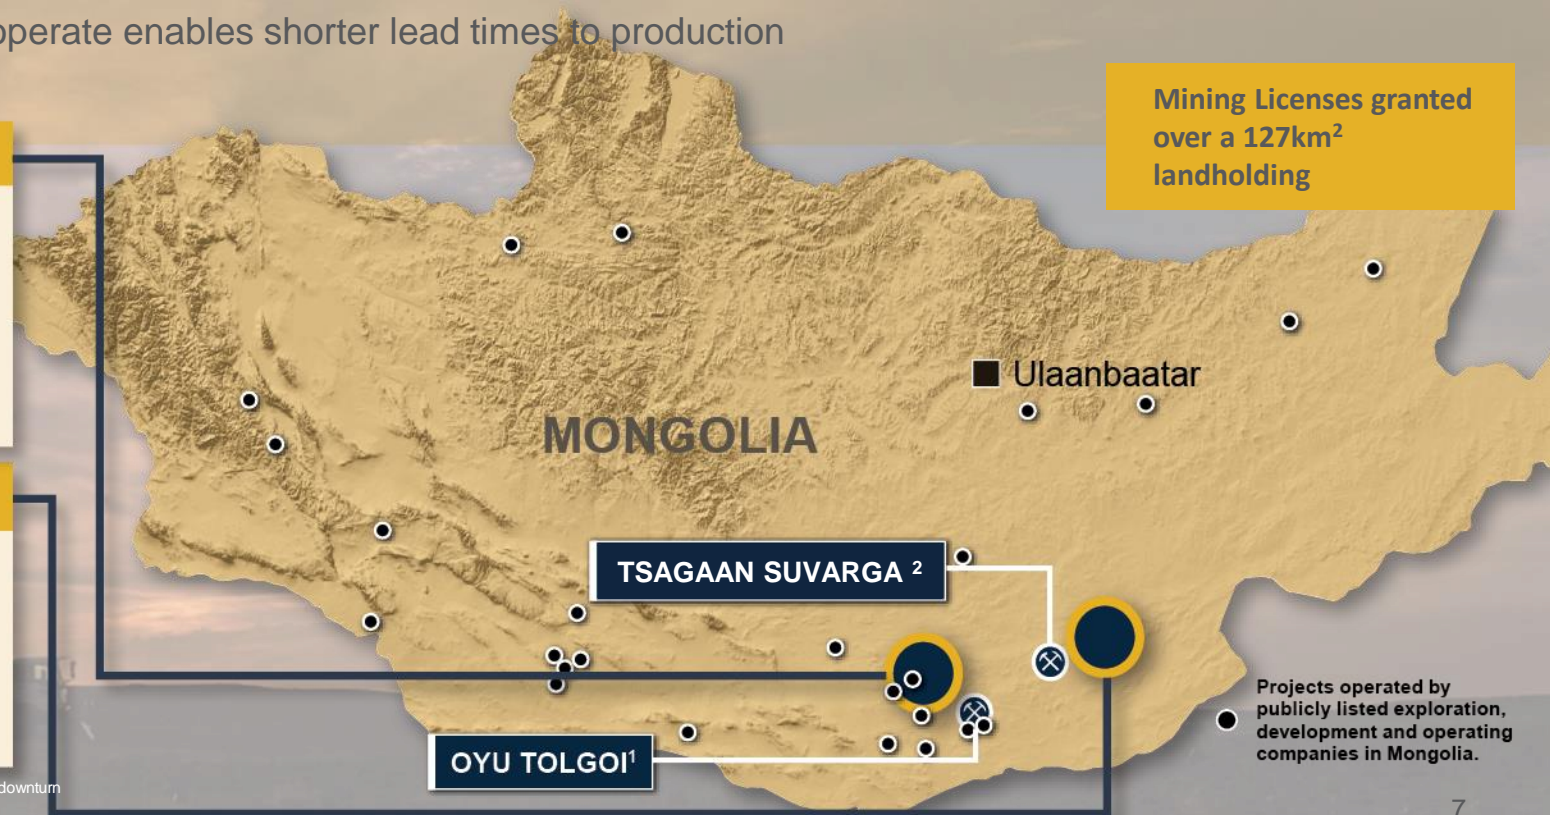 operate enables shorter lead times to production
Mining Licenses granted
over a 127km²
landholding
Ulaanbaatar
MONGOLIA
TSAGAAN SUVARGA ²
OYU TOLGOI¹
Projects operated by
publicly listed exploration,
development and operating
companies in Mongolia.
downturn
7